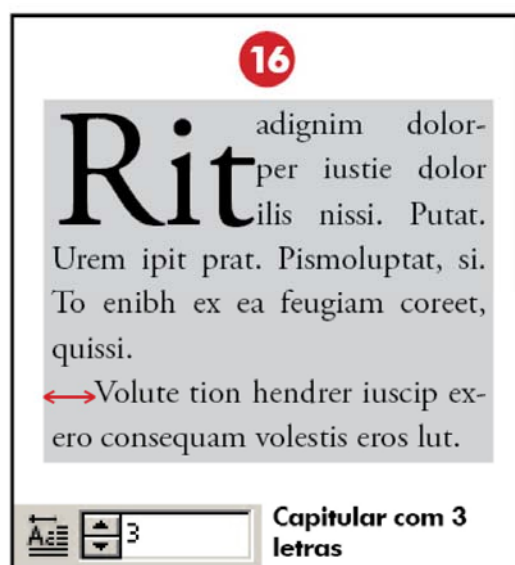 16
Rit adignim dolor-
per iustie dolor
ilis nissi. Putat.
Urem ipit prat. Pismoluptat, si.
To enibh ex ea feugiam coreet,
quissi.
Volute tion hendrer iuscip ex-
ero consequam volestis eros lut.
Aa 3
Capitular com 3
letras